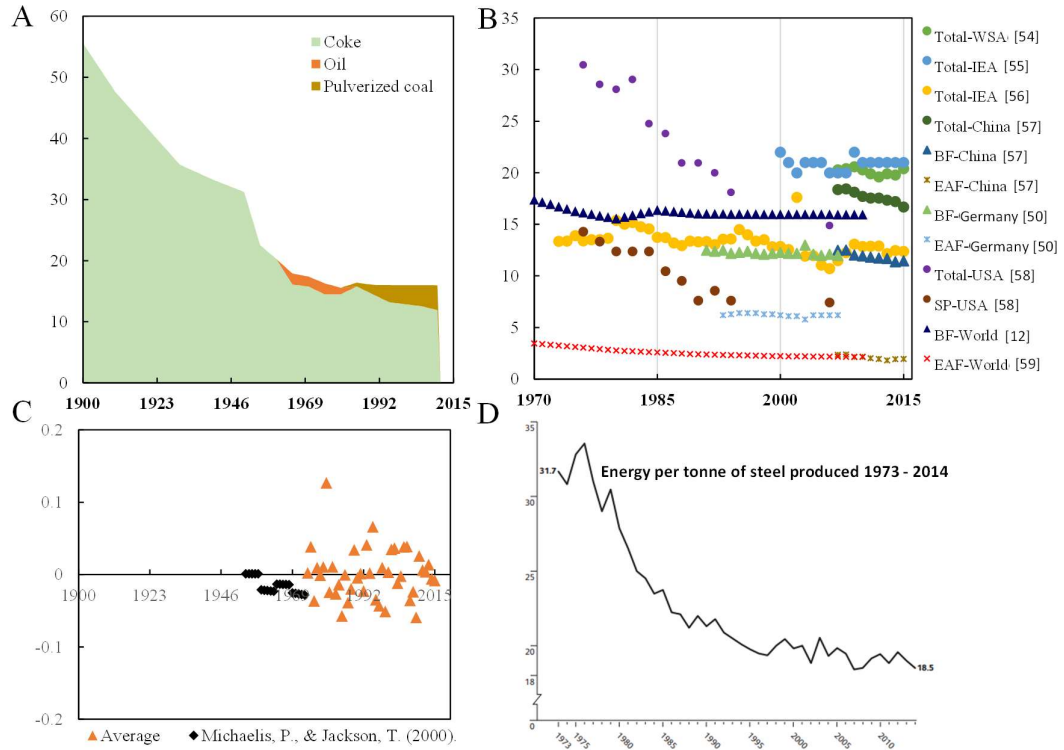 A
60
50
40
30
20
10
0
Coke
Oil
Pulverized coal
1900 1923 1946 1969 1992 2015
B
35
30
25
20
15
10
5
0
1970 1985 2000 2015
Total-WSA [54]
Total-IEA [55]
Total-IEA [56]
Total-China [57]
BF-China [57]
EAF-China [57]
BF-Germany [50]
EAF-Germany [50]
Total-USA [58]
SP-USA [58]
BF-World [12]
EAF-World [59]
C
0.2
0.1
0
-0.1
-0.2
1900 1923 1946 1969 1992 2015
Average
Michaelis, P., & Jackson, T. (2000).
D
Energy per tonne of steel produced 1973 - 2014
35
31.7
30
25
20
18
0
18.5
1973 1975 1980 1985 1990 1995 2000 2005 2010